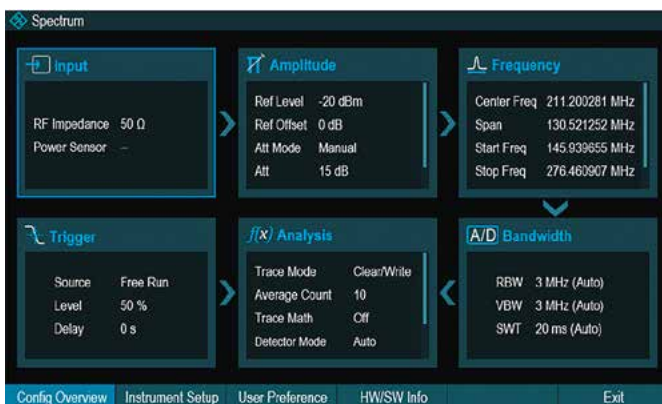 Spectrum
Input
RF Impedance 50 Ω
Power Sensor –
Amplitude
Ref Level -20 dBm
Ref Offset 0 dB
Att Mode Manual
Att 15 dB
Frequency
Center Freq 211.200281 MHz
Span 130.521252 MHz
Start Freq 145.939655 MHz
Stop Freq 276.460907 MHz
Trigger
Source Free Run
Level 50 %
Delay 0 s
f(x) Analysis
Trace Mode Clear/Write
Average Count 10
Trace Math Off
Detector Mode Auto
A/D Bandwidth
RBW 3 MHz (Auto)
VBW 3 MHz (Auto)
SWT 20 ms (Auto)
Config Overview Instrument Setup User Preference HW/SW Info Exit